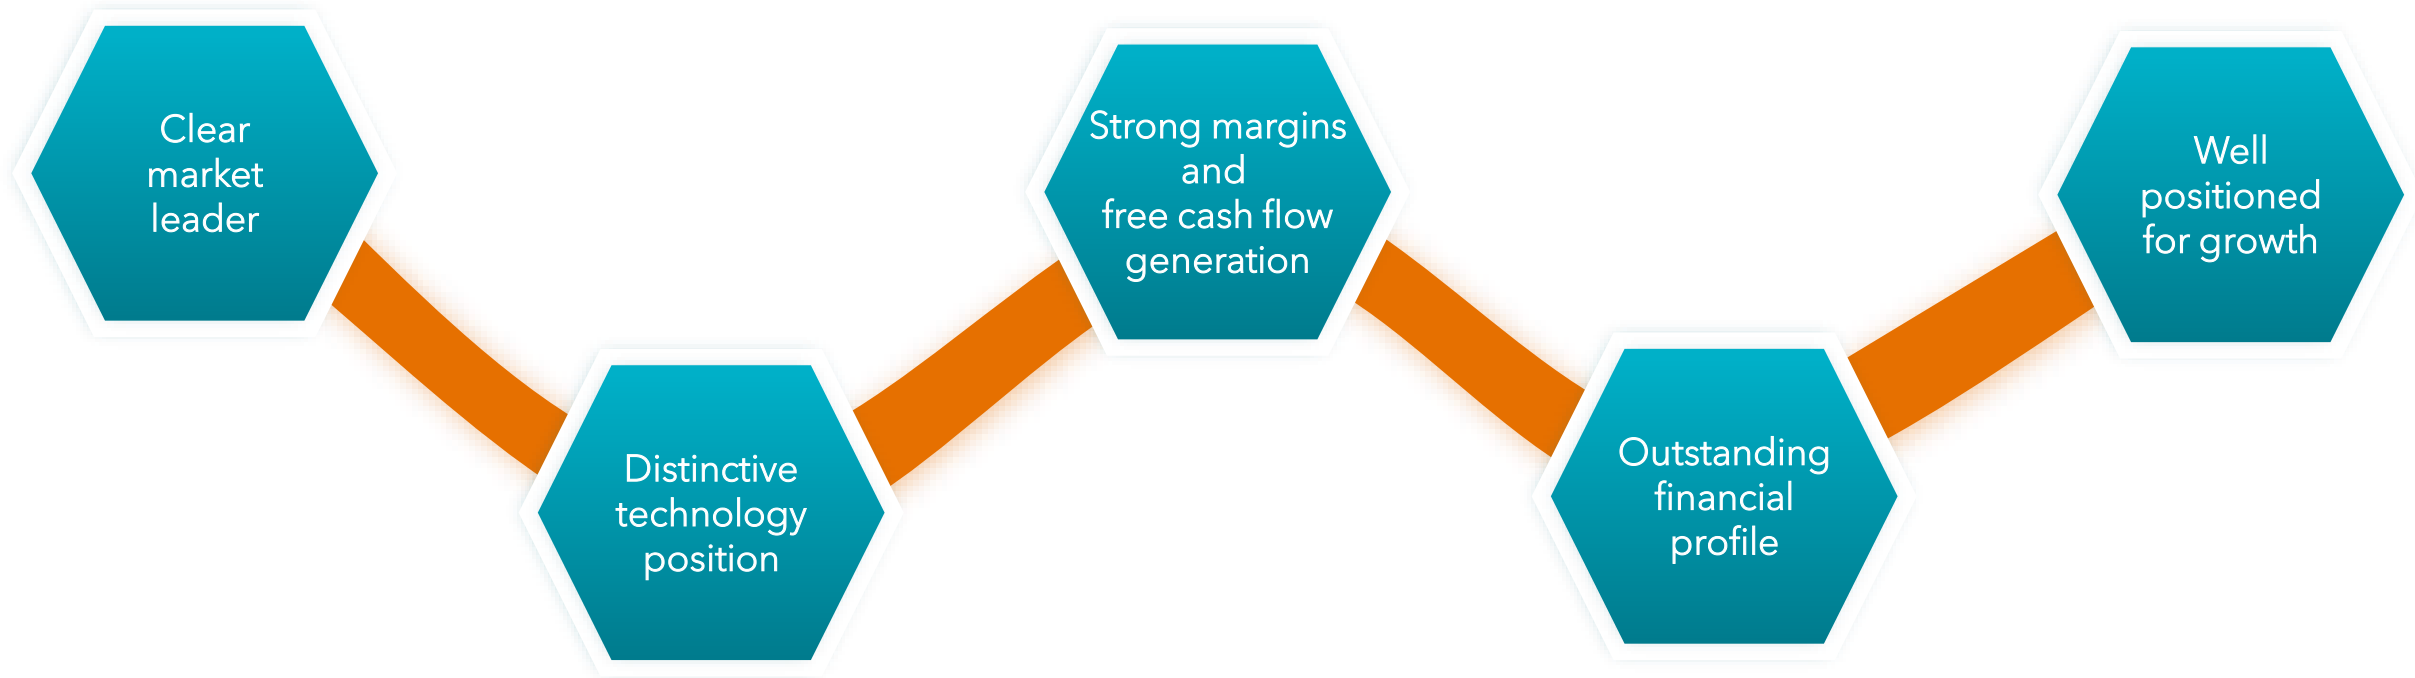 Clear
market
leader
Distinctive
technology
position
Strong margins
and
free cash flow
generation
Outstanding
financial
profile
Well
positioned
for growth